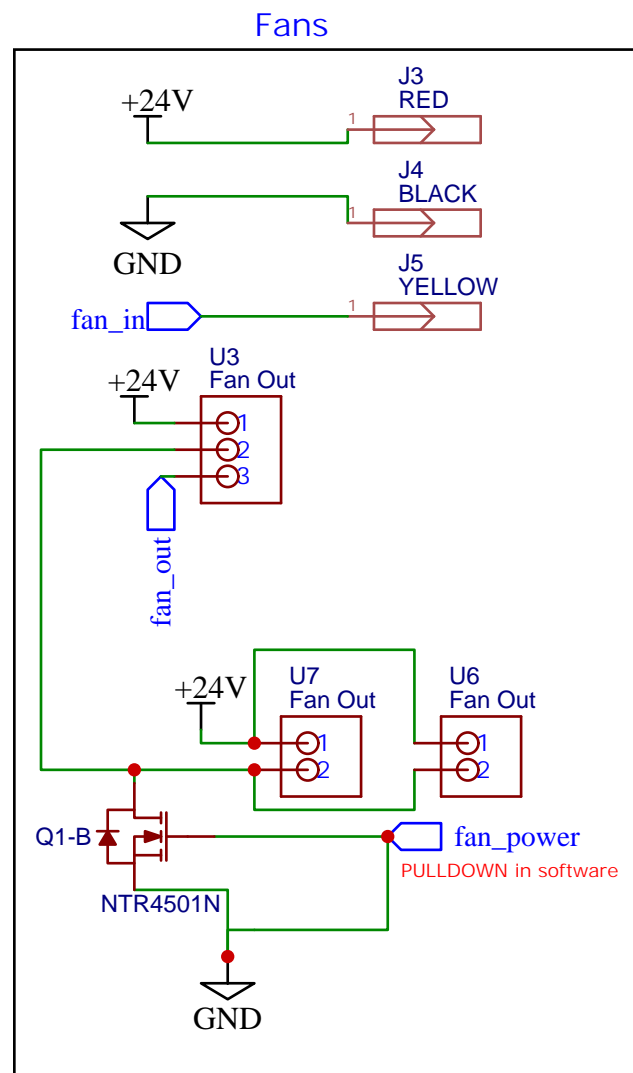 Fans
+24V
J3
RED
1
J4
BLACK
1
GND
J5
YELLOW
1
fan_in
U3
Fan Out
+24V
1
2
3
fan_out
U7
Fan Out
+24V
1
2
U6
Fan Out
1
2
Q1-B
fan_power
PULLDOWN in software
NTR4501N
GND